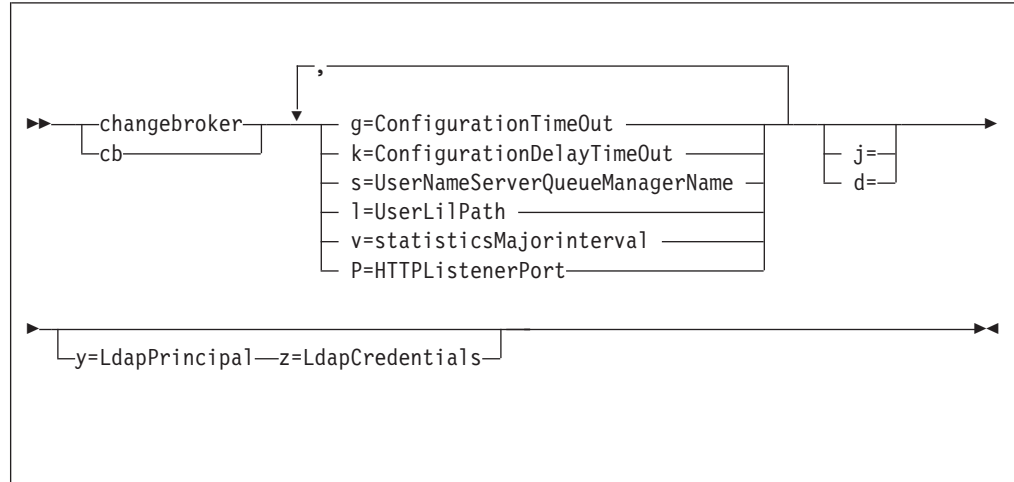 ,
changebroker
cb
g=ConfigurationTimeOut
k=ConfigurationDelayTimeOut
s=UserNameServerQueueManagerName
l=UserLilPath
v=statisticsMajorinterval
P=HTTPListenerPort
j=
d=
y=LdapPrincipal z=LdapCredentials